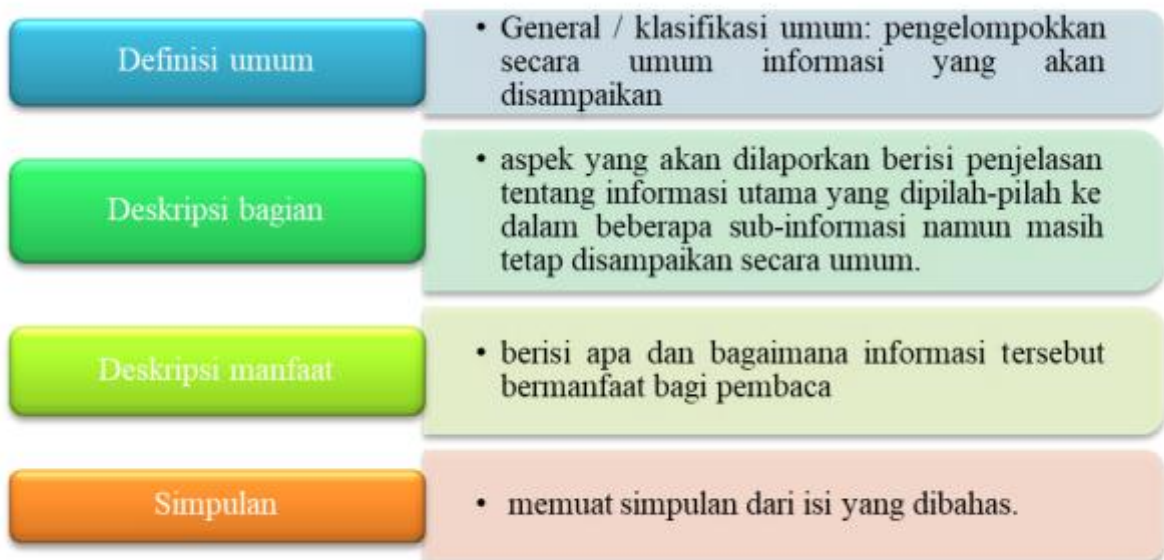 Definisi umum
• General / klasifikasi umum: pengelompokkan
secara umum informasi yang akan
disampaikan
Deskripsi bagian
• aspek yang akan dilaporkan berisi penjelasan
tentang informasi utama yang dipilah-pilah ke
dalam beberapa sub-informasi namun masih
tetap disampaikan secara umum.
Deskripsi manfaat
• berisi apa dan bagaimana informasi tersebut
bermanfaat bagi pembaca
Simpulan
• memuat simpulan dari isi yang dibahas.